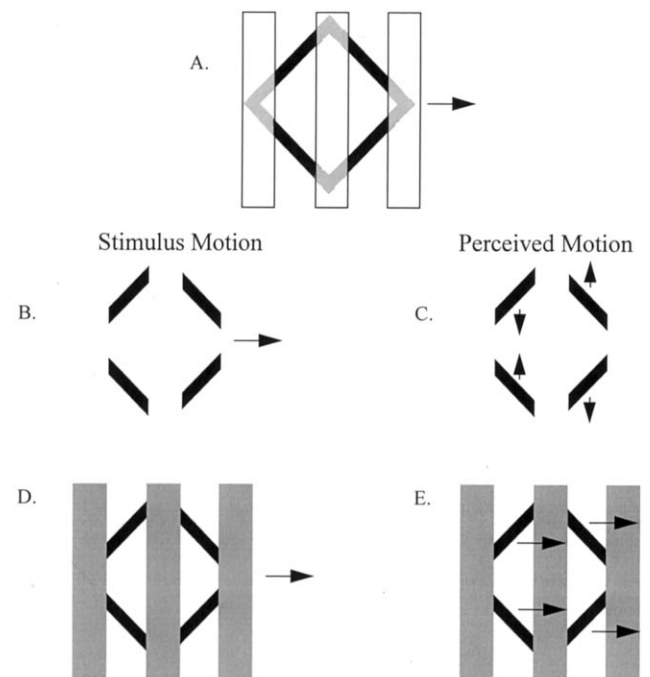 A.
Stimulus Motion
Perceived Motion
B.
C.
D.
E.